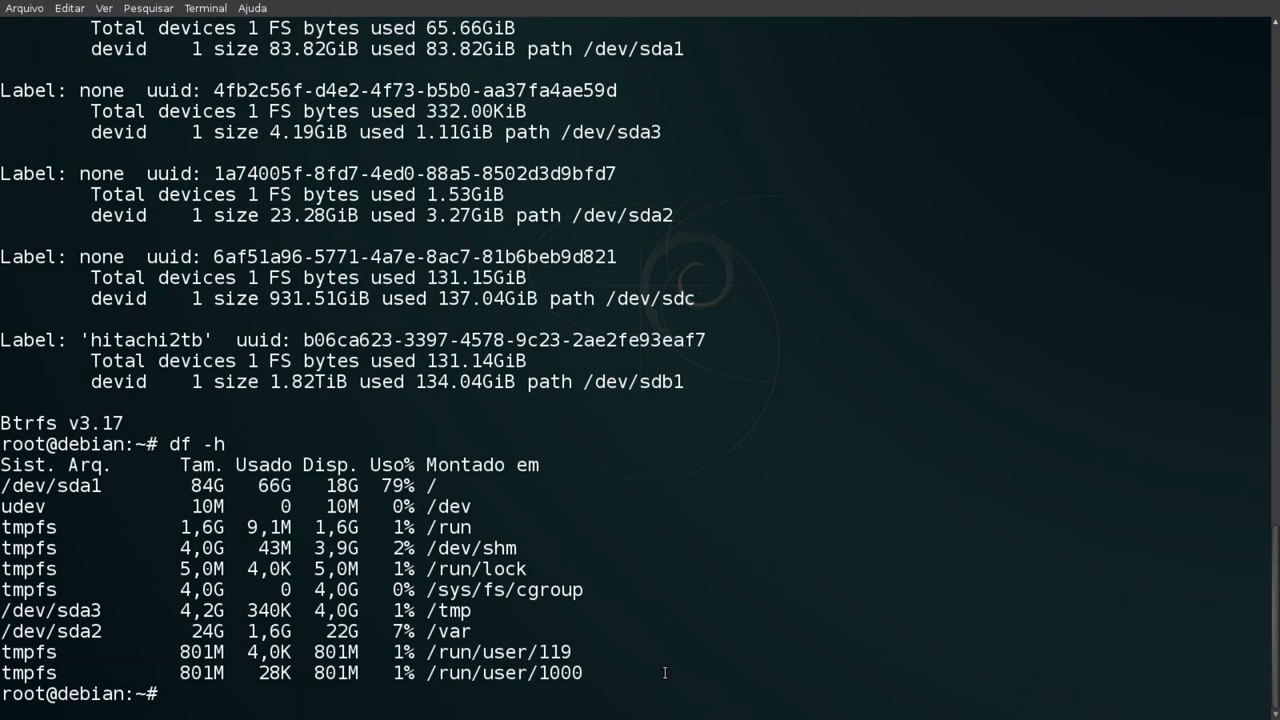 Arquivo Editar Ver Pesquisar Terminal Ajuda
Total devices 1 FS bytes used 65.66GiB
devid    1 size 83.82GiB used 83.82GiB path /dev/sda1
Label: none  uuid: 4fb2c56f-d4e2-4f73-b5b0-aa37fa4ae59d
Total devices 1 FS bytes used 332.00KiB
devid    1 size 4.19GiB used 1.11GiB path /dev/sda3
Label: none  uuid: 1a74005f-8fd7-4ed0-88a5-8502d3d9bfd7
Total devices 1 FS bytes used 1.53GiB
devid    1 size 23.28GiB used 3.27GiB path /dev/sda2
Label: none  uuid: 6af51a96-5771-4a7e-8ac7-81b6beb9d821
Total devices 1 FS bytes used 131.15GiB
devid    1 size 931.51GiB used 137.04GiB path /dev/sdc
Label: 'hitachi2tb'  uuid: b06ca623-3397-4578-9c23-2ae2fe93eaf7
Total devices 1 FS bytes used 131.14GiB
devid    1 size 1.82TiB used 134.04GiB path /dev/sdb1
Btrfs v3.17
root@debian:~# df -h
Sist. Arq.      Tam. Usado Disp. Uso% Montado em
/dev/sda1        84G   66G   18G  79% /
udev             10M     0   10M   0% /dev
tmpfs           1,6G  9,1M  1,6G   1% /run
tmpfs           4,0G   43M  3,9G   2% /dev/shm
tmpfs           5,0M  4,0K  5,0M   1% /run/lock
tmpfs           4,0G     0  4,0G   0% /sys/fs/cgroup
/dev/sda3       4,2G  340K  4,0G   1% /tmp
/dev/sda2        24G  1,6G   22G   7% /var
tmpfs           801M  4,0K  801M   1% /run/user/119
tmpfs           801M   28K  801M   1% /run/user/1000
root@debian:~#